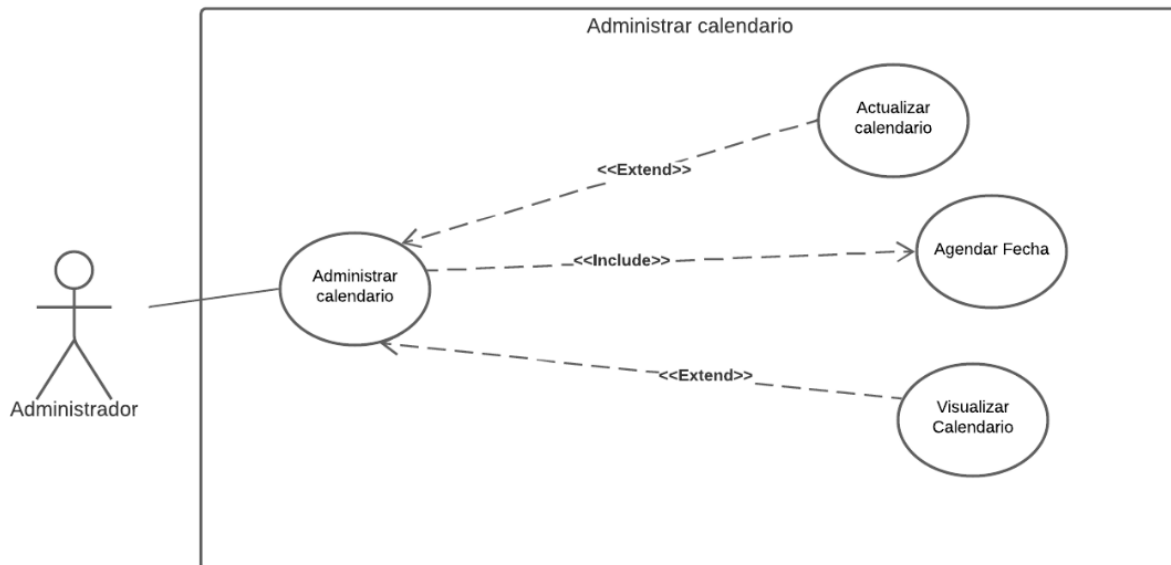 Administrar calendario
Actualizar
calendario
<<Extend>>
Agendar Fecha
<<Include>>
Administrar
calendario
<<Extend>>
Visualizar
Calendario
Administrador